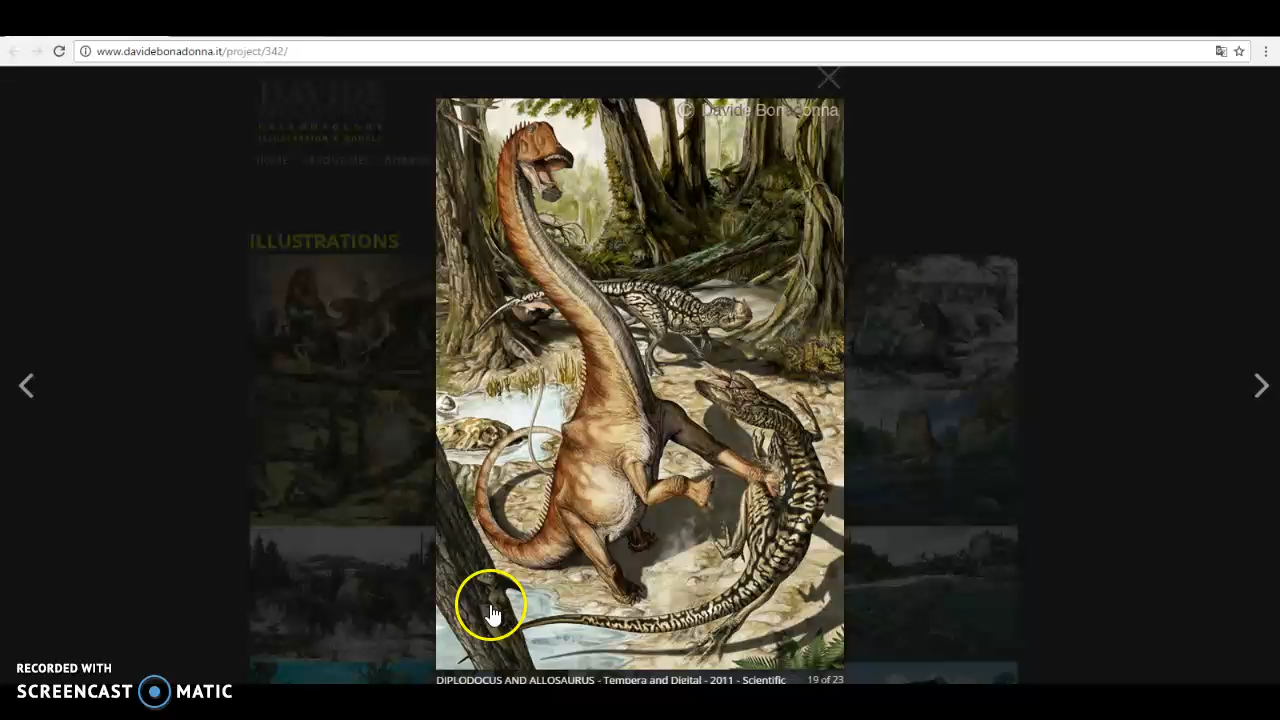 www.davidebonadonna.it/project/342/
© Davide Bonadonna
ILLUSTRATIONS
DIPLODOCUS AND ALLOSAURUS - Tempera and Digital - 2011 - Scientific
19 of 23
RECORDED WITH
SCREENCAST MATIC